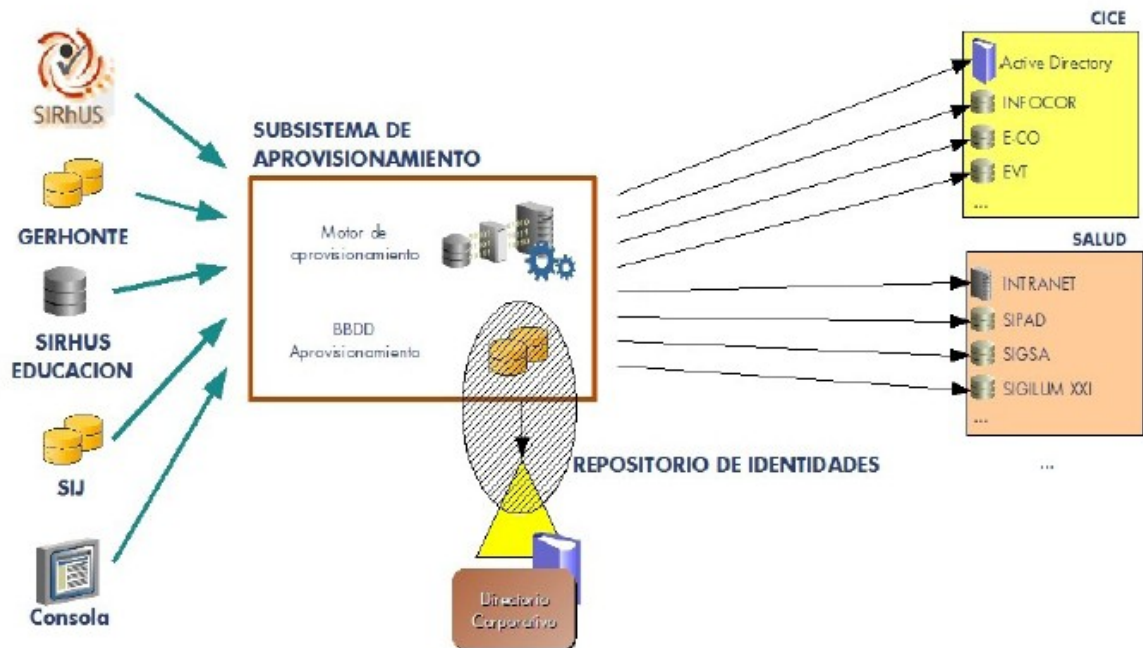 SIRhUS
GERHONTE
SIRHUS
EDUCACION
SIJ
Consola
SUBSISTEMA DE
APROVISIONAMIENTO
Motor de
aprovisionamiento
BBDD
Aprovisionamiento
REPOSITORIO DE IDENTIDADES
Directorio
Corporativo
CICE
Active Directory
INFOCOR
E-CO
EVT
...
SALUD
INTRANET
SIPAD
SIGSA
SIGILUM XXI
...
...